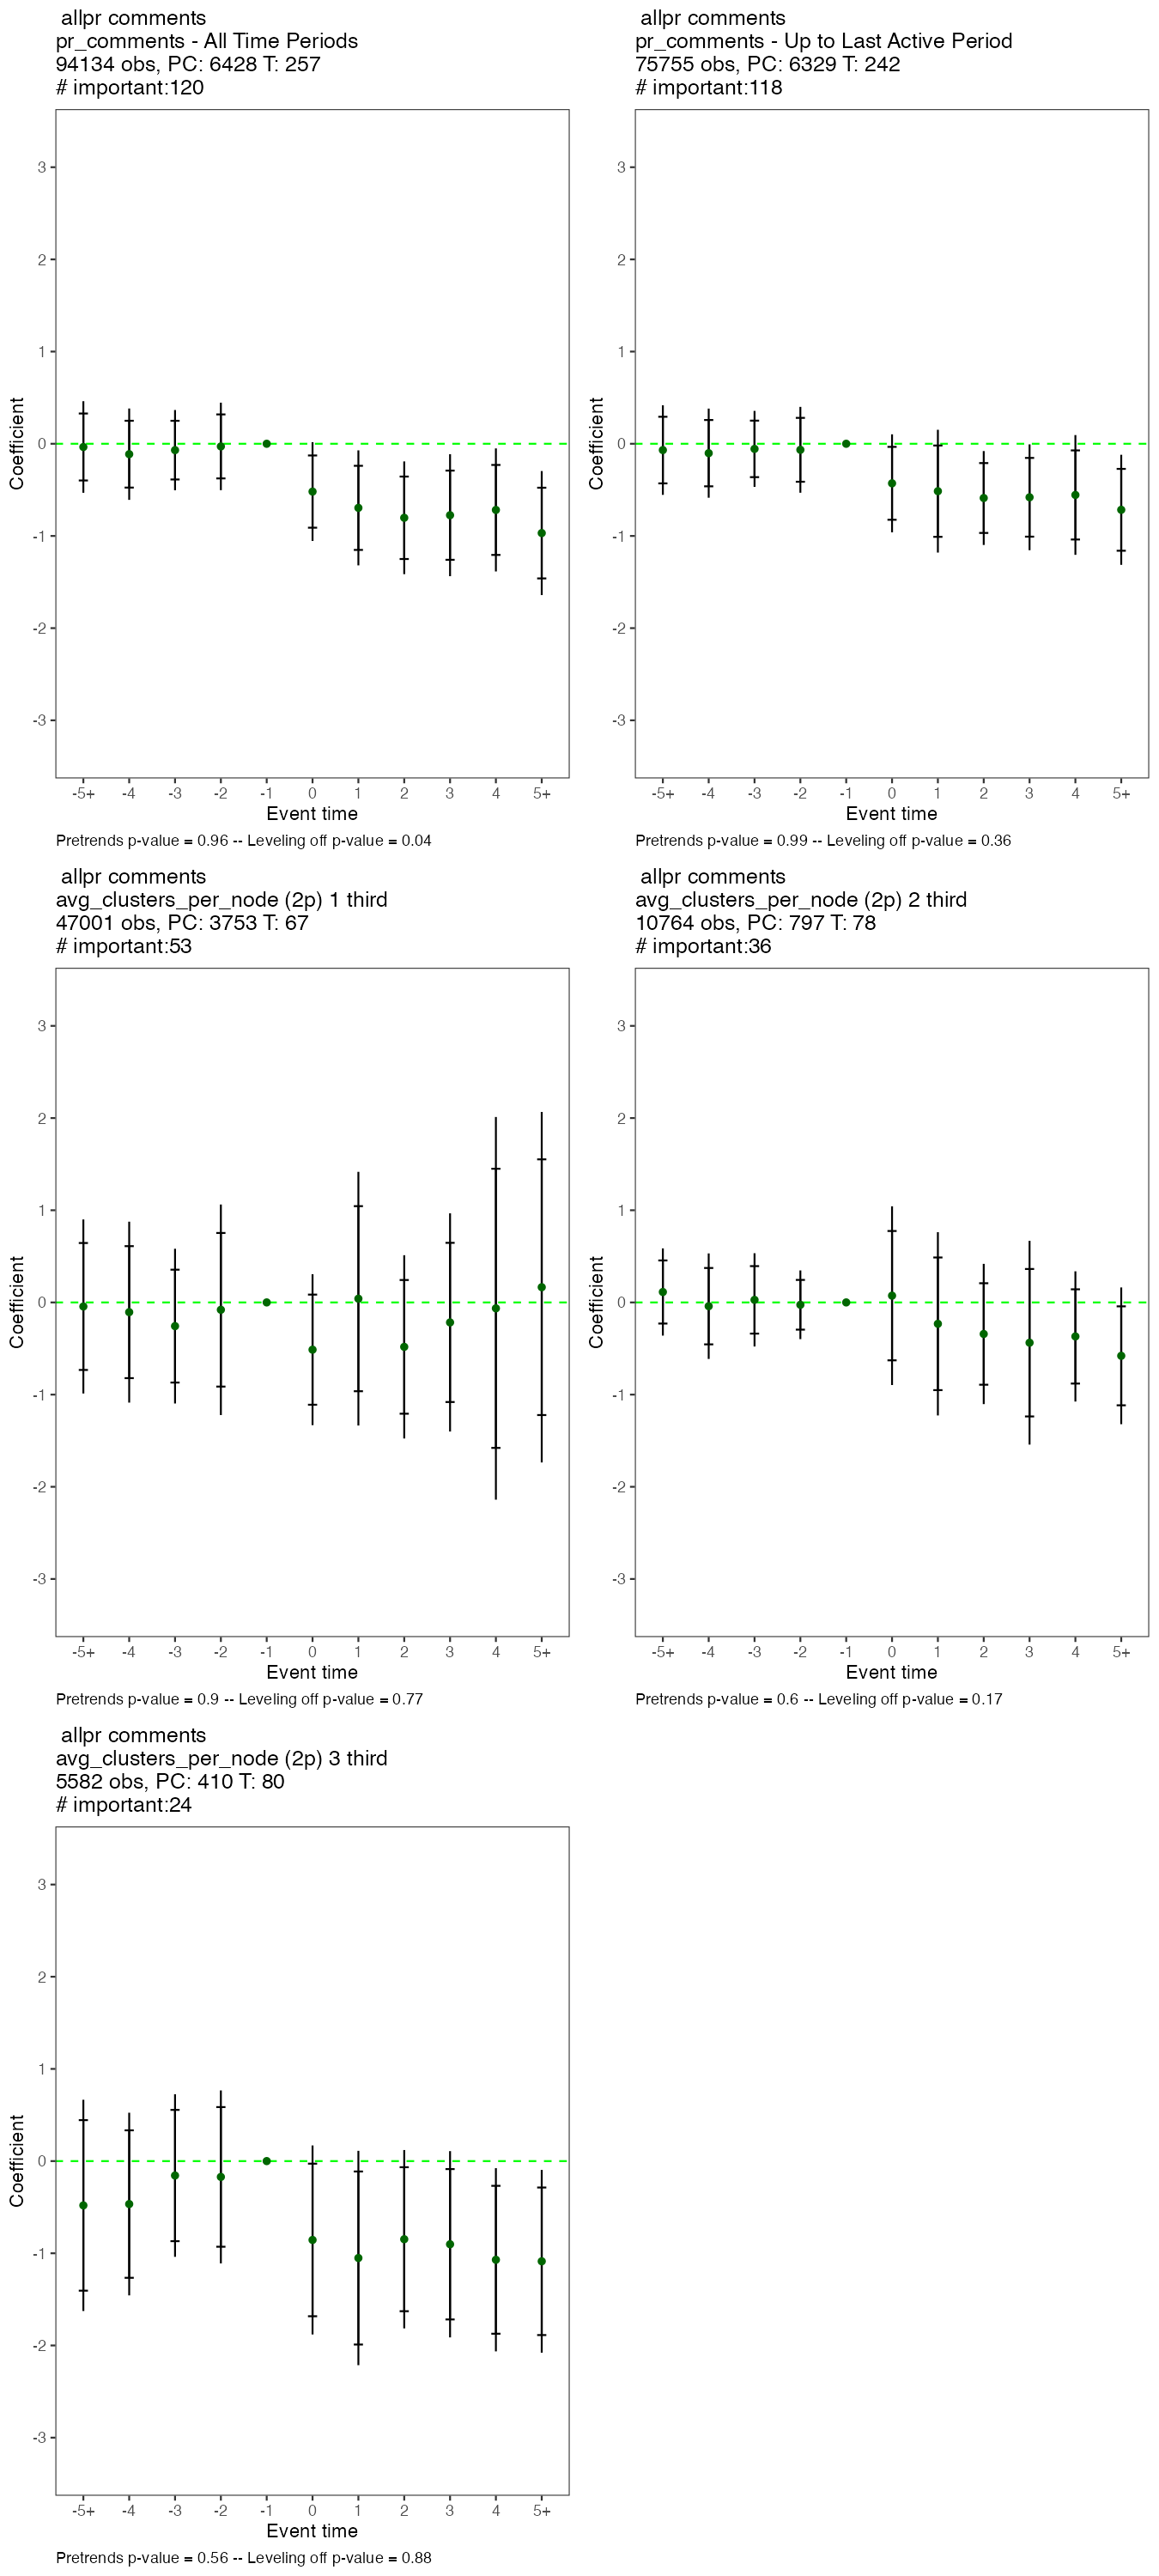 allpr comments
pr_comments - All Time Periods
94134 obs, PC: 6428 T: 257
# important:120
3
2
1
0
-1
-2
-3
Coefficient
-5+ -4 -3 -2 -1 0 1 2 3 4 5+
Event time
Pretrends p-value = 0.96 -- Leveling off p-value = 0.04
allpr comments
pr_comments - Up to Last Active Period
75755 obs, PC: 6329 T: 242
# important:118
3
2
1
0
-1
-2
-3
Coefficient
-5+ -4 -3 -2 -1 0 1 2 3 4 5+
Event time
Pretrends p-value = 0.99 -- Leveling off p-value = 0.36
allpr comments
avg_clusters_per_node (2p) 1 third
47001 obs, PC: 3753 T: 67
# important:53
3
2
1
0
-1
-2
-3
Coefficient
-5+ -4 -3 -2 -1 0 1 2 3 4 5+
Event time
Pretrends p-value = 0.9 -- Leveling off p-value = 0.77
allpr comments
avg_clusters_per_node (2p) 2 third
10764 obs, PC: 797 T: 78
# important:36
3
2
1
0
-1
-2
-3
Coefficient
-5+ -4 -3 -2 -1 0 1 2 3 4 5+
Event time
Pretrends p-value = 0.6 -- Leveling off p-value = 0.17
allpr comments
avg_clusters_per_node (2p) 3 third
5582 obs, PC: 410 T: 80
# important:24
3
2
1
0
-1
-2
-3
Coefficient
-5+ -4 -3 -2 -1 0 1 2 3 4 5+
Event time
Pretrends p-value = 0.56 -- Leveling off p-value = 0.88